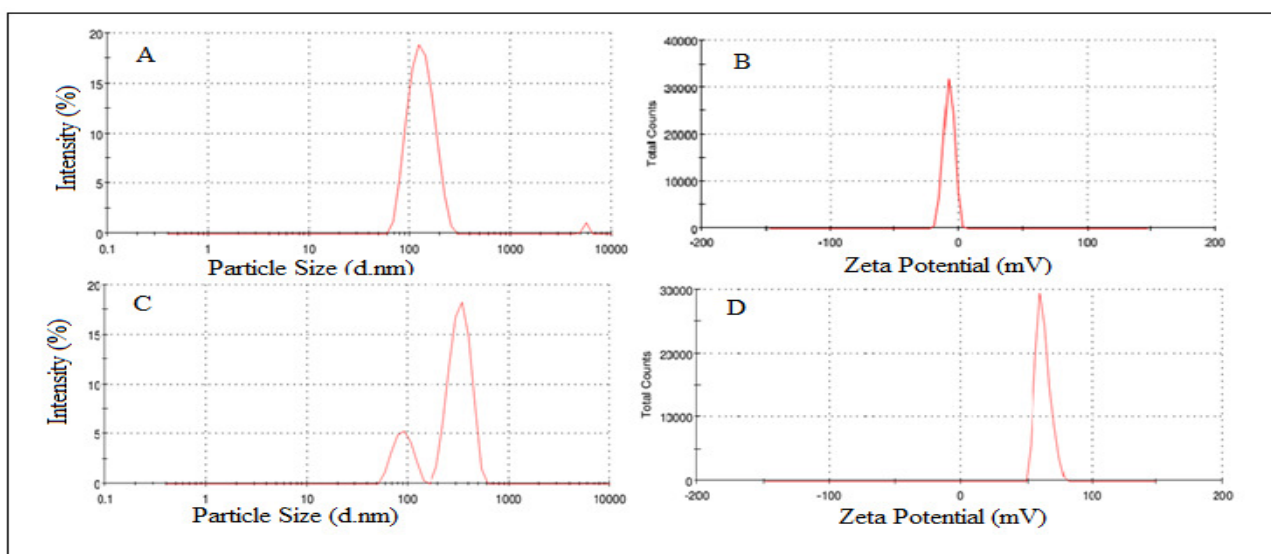 A
Intensity (%)
20
15
10
5
0
0.1 1 10 100 1000 10000
Particle Size (d.nm)
B
Total Counts
40000
30000
20000
10000
0
-200 -100 0 100 200
Zeta Potential (mV)
C
Intensity (%)
20
15
10
5
0
0.1 1 10 100 1000 10000
Particle Size (d.nm)
D
Total Counts
30000
20000
10000
0
-200 -100 0 100 200
Zeta Potential (mV)